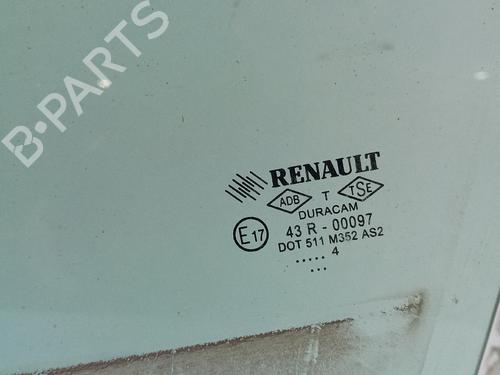 B-PARTS
RENAULT
ADB T TSE
DURACAM
E17 43 R - 00097
DOT 511 M352 AS2
..... 4
...